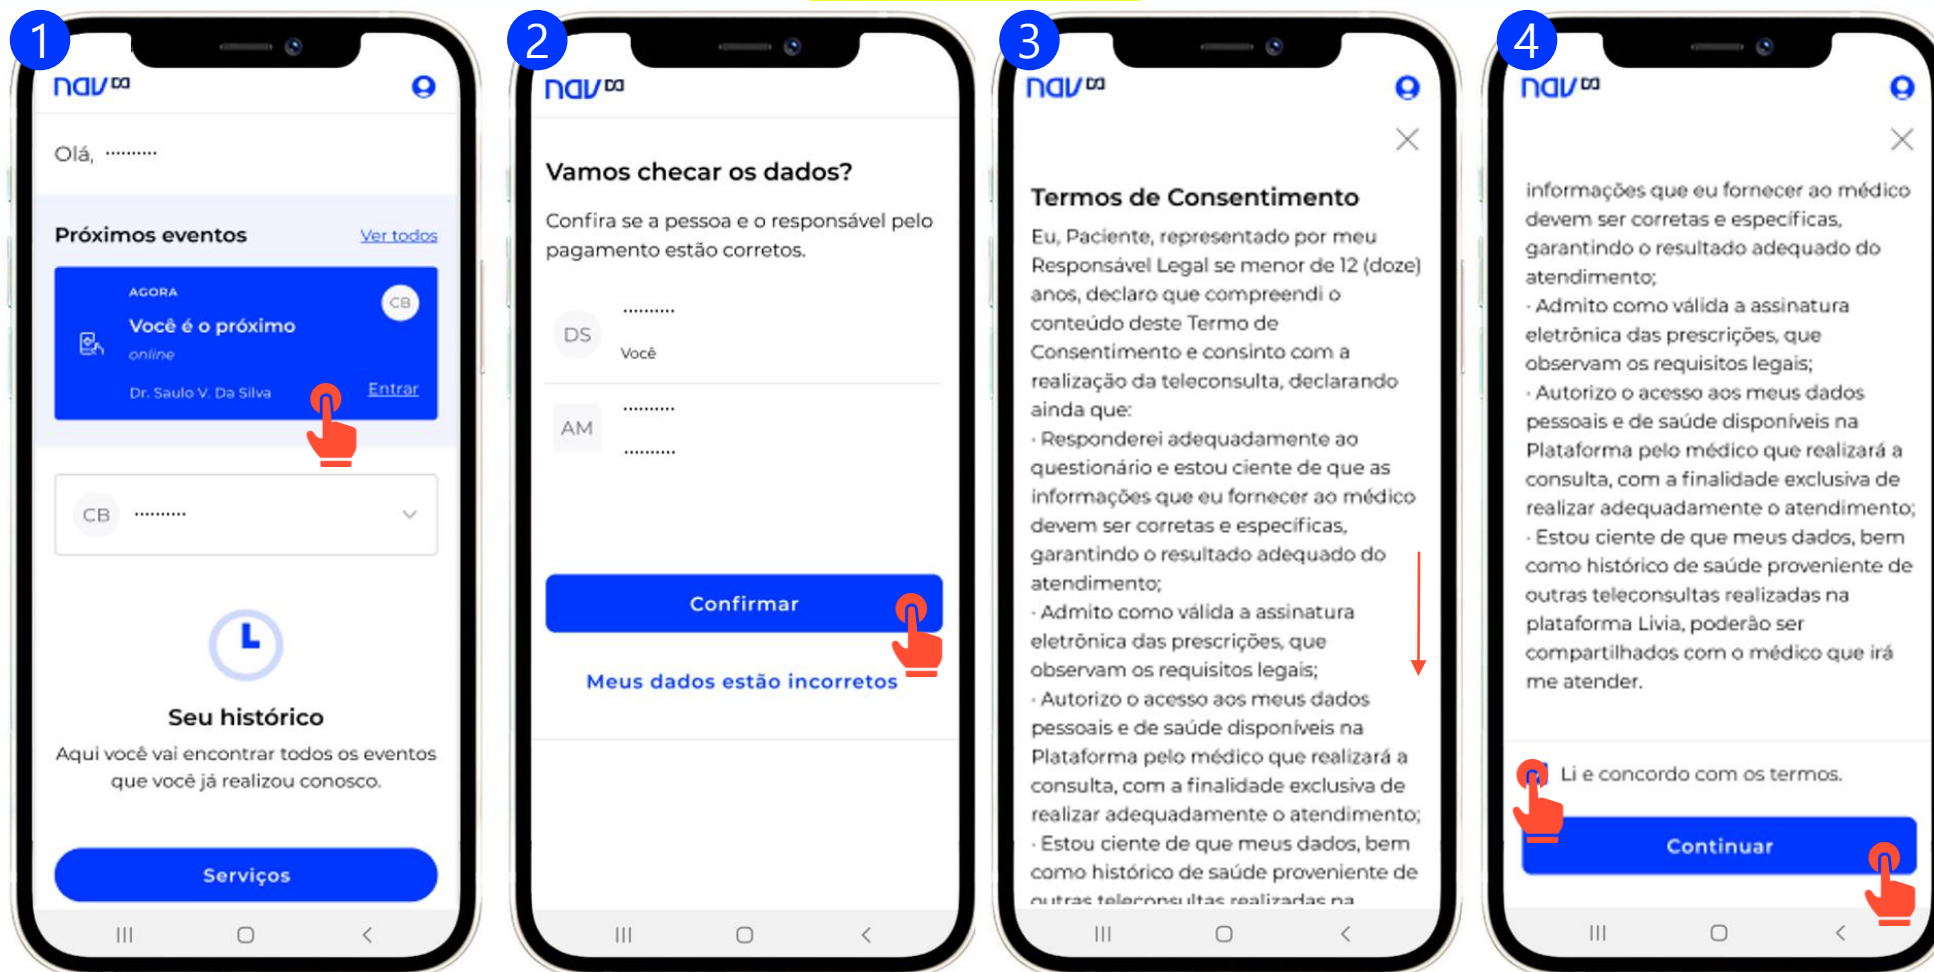 1
nav
Olá, ··········
Próximos eventos
Ver todos
AGORA
CB
Você é o próximo
online
Dr. Saulo V. Da Silva
Entrar
CB ··········
Seu histórico
Aqui você vai encontrar todos os eventos
que você já realizou conosco.
Serviços
2
nav
Vamos checar os dados?
Confira se a pessoa e o responsável pelo
pagamento estão corretos.
DS
··········
Você
AM
··········
··········
Confirmar
Meus dados estão incorretos
3
nav
Termos de Consentimento
Eu, Paciente, representado por meu
Responsável Legal se menor de 12 (doze)
anos, declaro que compreendi o
conteúdo deste Termo de
Consentimento e consinto com a
realização da teleconsulta, declarando
ainda que:
· Responderei adequadamente ao
questionário e estou ciente de que as
informações que eu fornecer ao médico
devem ser corretas e específicas,
garantindo o resultado adequado do
atendimento;
· Admito como válida a assinatura
eletrônica das prescrições, que
observam os requisitos legais;
· Autorizo o acesso aos meus dados
pessoais e de saúde disponíveis na
Plataforma pelo médico que realizará a
consulta, com a finalidade exclusiva de
realizar adequadamente o atendimento;
· Estou ciente de que meus dados, bem
como histórico de saúde proveniente de
outras teleconsultas realizadas na
4
nav
informações que eu fornecer ao médico
devem ser corretas e específicas,
garantindo o resultado adequado do
atendimento;
· Admito como válida a assinatura
eletrônica das prescrições, que
observam os requisitos legais;
· Autorizo o acesso aos meus dados
pessoais e de saúde disponíveis na
Plataforma pelo médico que realizará a
consulta, com a finalidade exclusiva de
realizar adequadamente o atendimento;
· Estou ciente de que meus dados, bem
como histórico de saúde proveniente de
outras teleconsultas realizadas na
plataforma Livia, poderão ser
compartilhados com o médico que irá
me atender.
Li e concordo com os termos.
Continuar